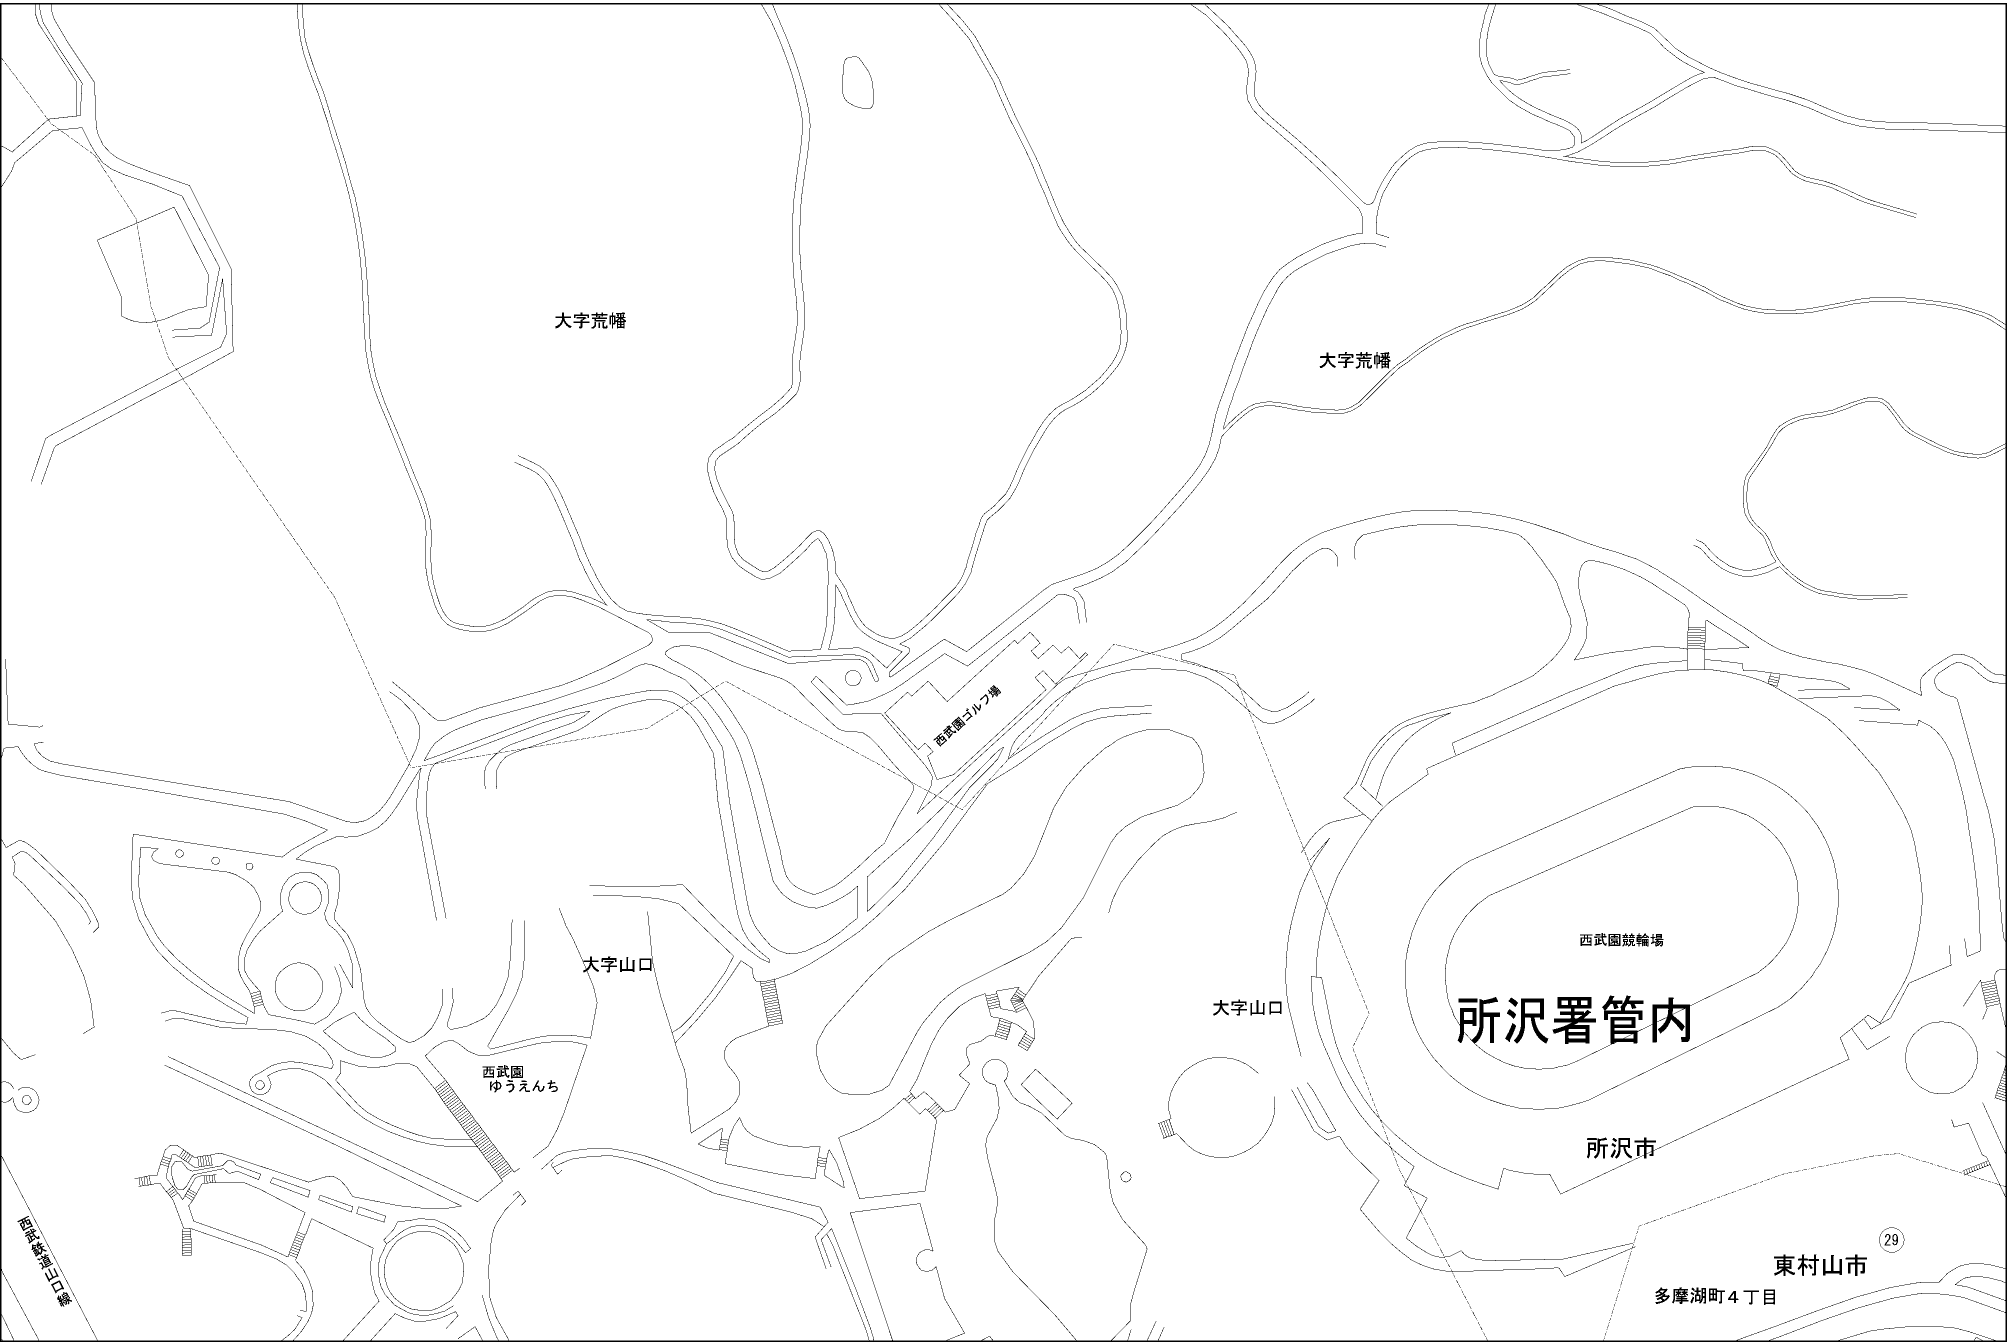 大字荒幡
大字荒幡
西武園ゴルフ場
西武園競輪場
大字山口
大字山口
所沢署管内
西武園
ゆうえんち
所沢市
西武鉄道山口線
29
東村山市
多摩湖町4丁目